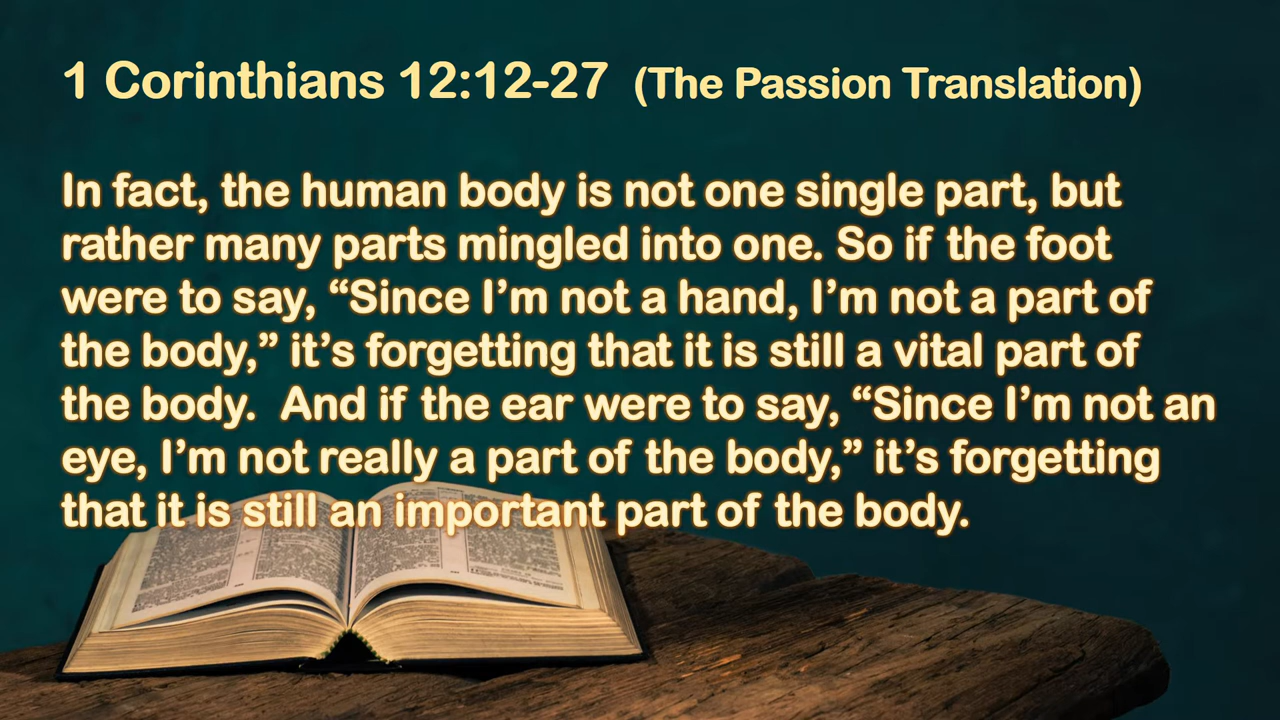 1 Corinthians 12:12-27 (The Passion Translation)
In fact, the human body is not one single part, but
rather many parts mingled into one. So if the foot
were to say, “Since I’m not a hand, I’m not a part of
the body,” it’s forgetting that it is still a vital part of
the body.  And if the ear were to say, “Since I’m not an
eye, I’m not really a part of the body,” it’s forgetting
that it is still an important part of the body.